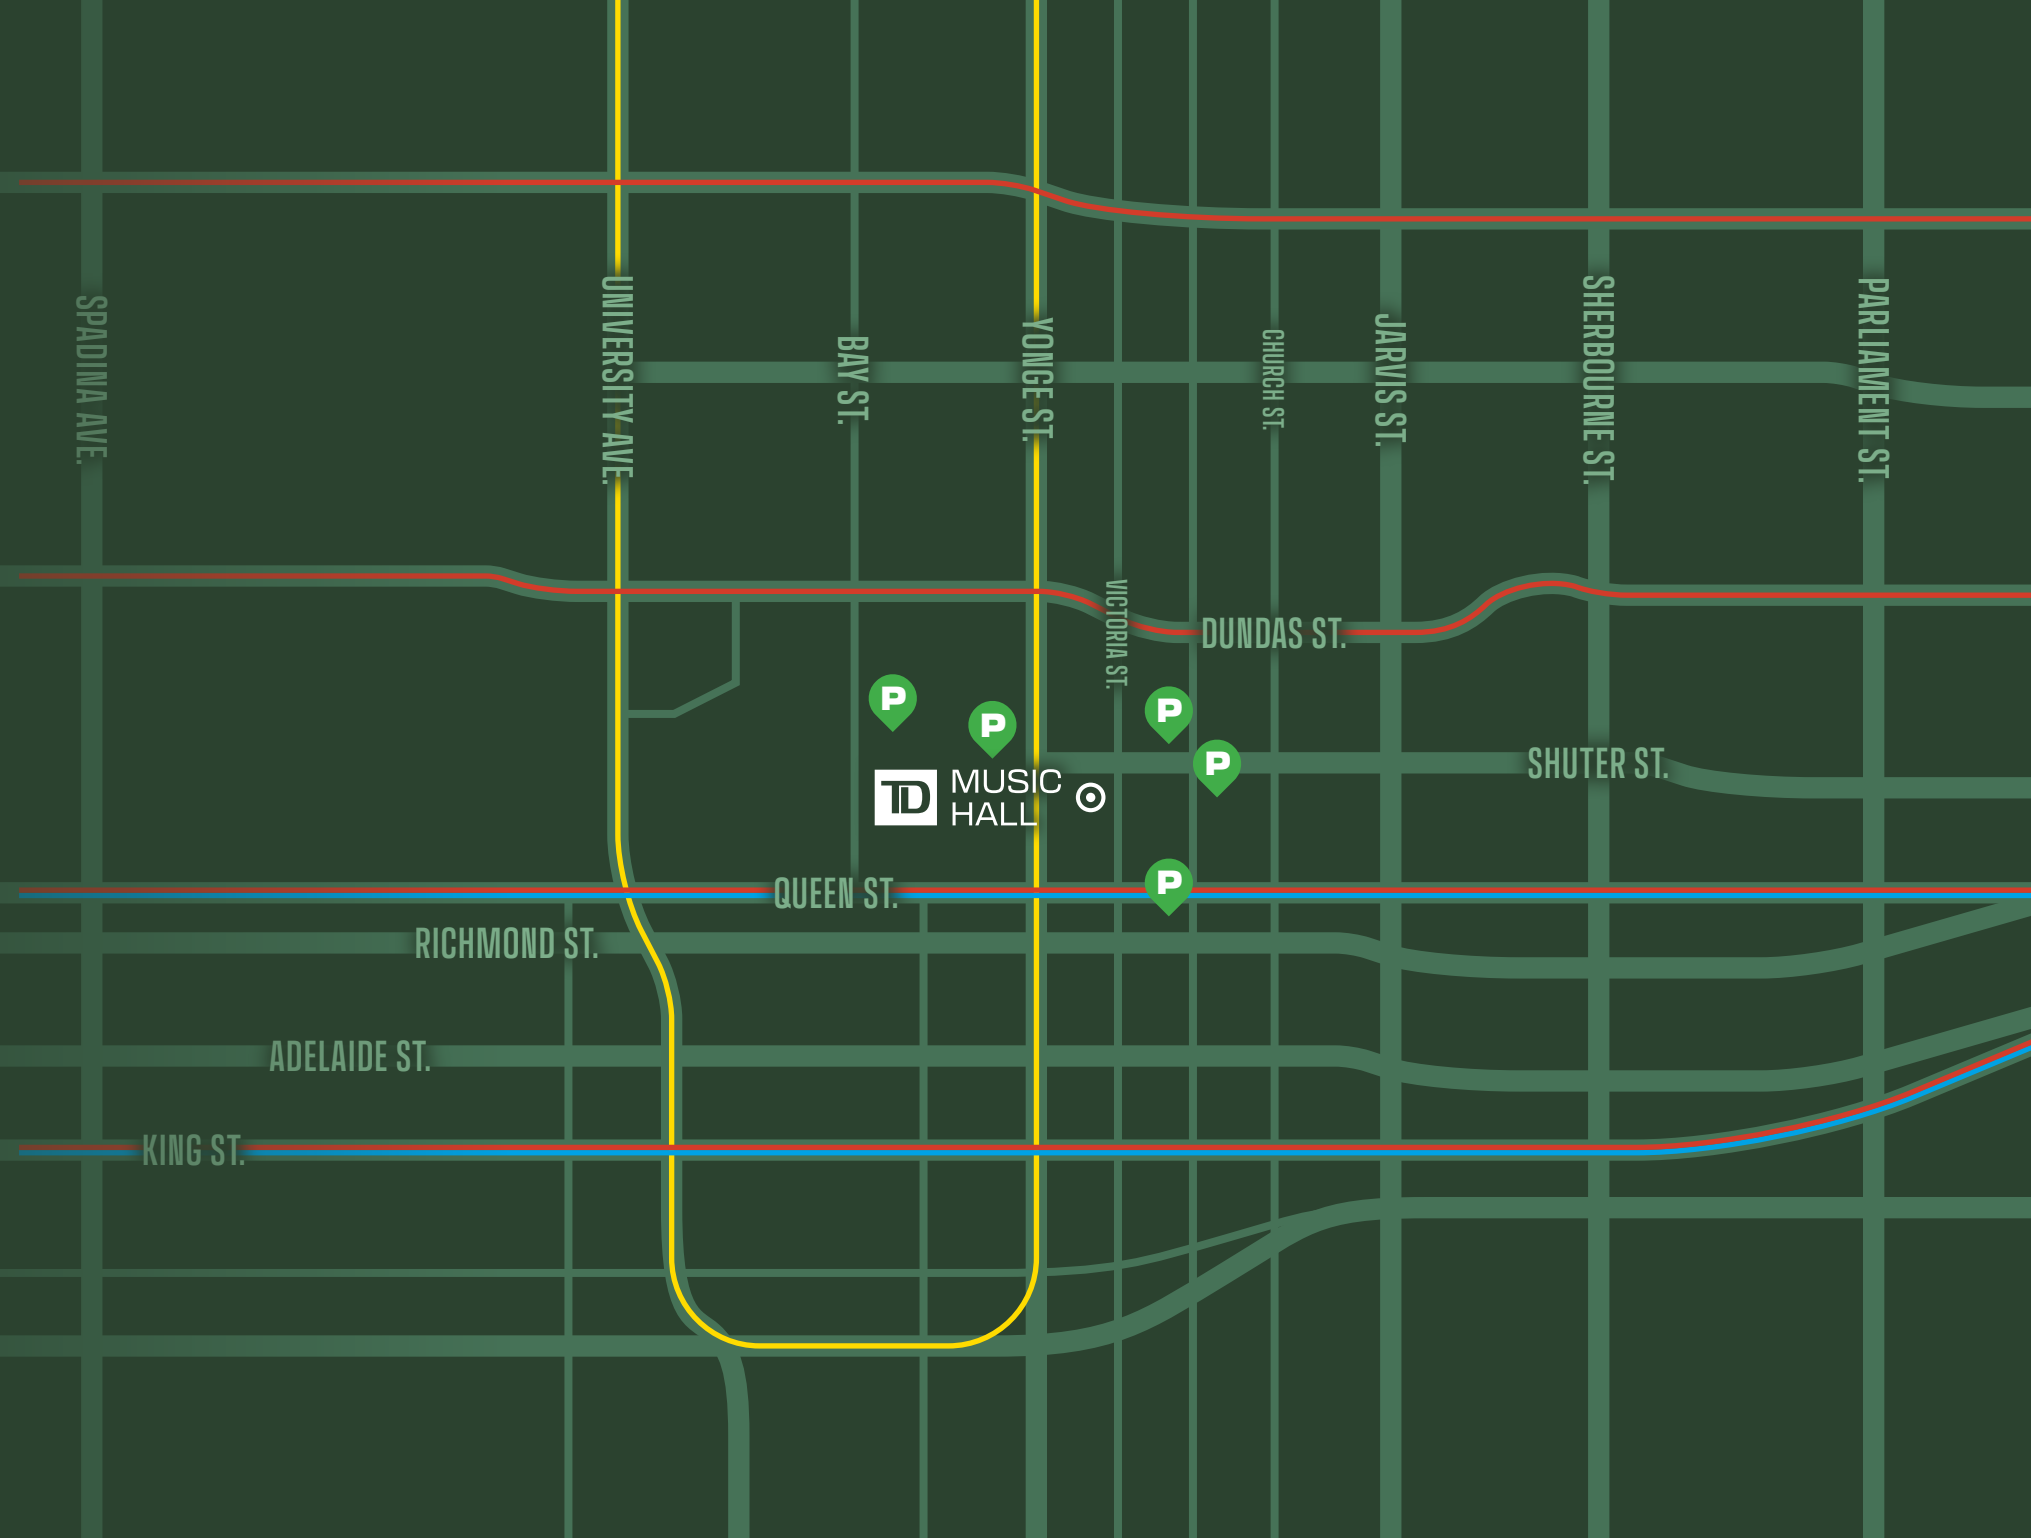 SPADINA AVE.
UNIVERSITY AVE.
BAY ST.
YONGE ST.
CHURCH ST.
JARVIS ST.
SHERBOURNE ST.
PARLIAMENT ST.
VICTORIA ST.
DUNDAS ST.
P
P
P
P
SHUTER ST.
TD MUSIC
HALL
P
QUEEN ST.
RICHMOND ST.
ADELAIDE ST.
KING ST.